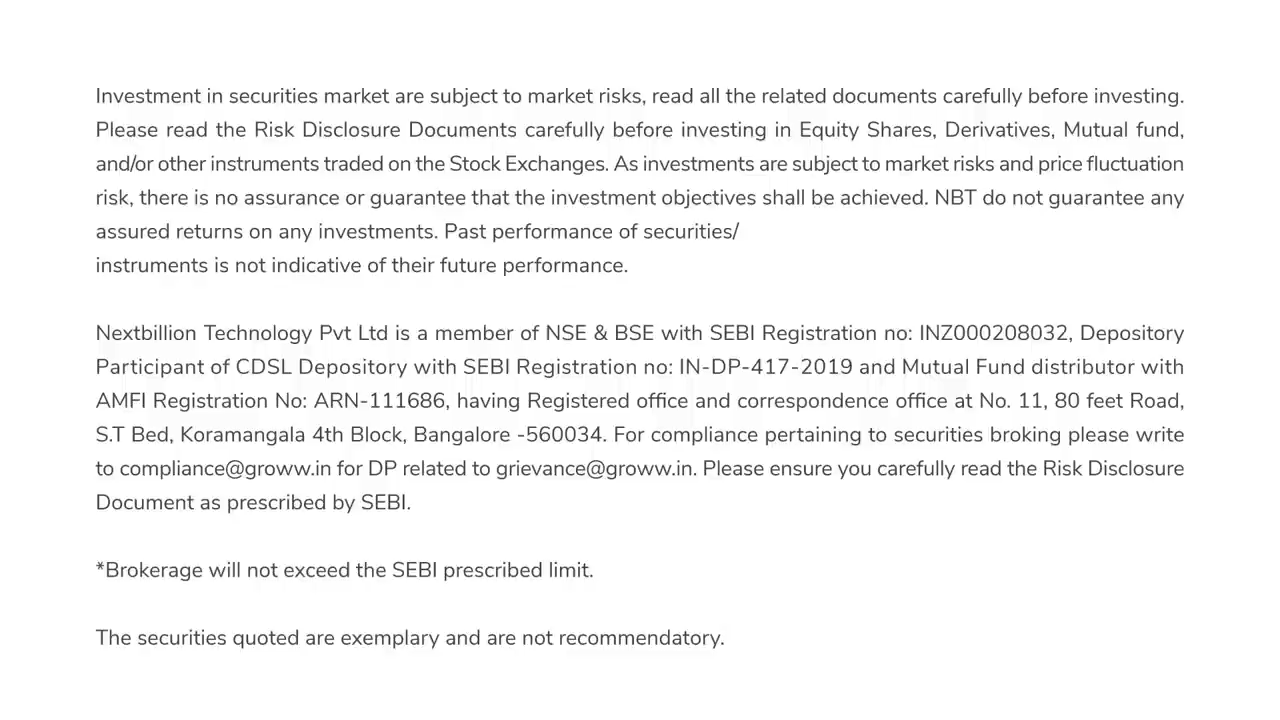 Investment in securities market are subject to market risks, read all the related documents carefully before investing.
Please read the Risk Disclosure Documents carefully before investing in Equity Shares, Derivatives, Mutual fund,
and/or other instruments traded on the Stock Exchanges. As investments are subject to market risks and price fluctuation
risk, there is no assurance or guarantee that the investment objectives shall be achieved. NBT do not guarantee any
assured returns on any investments. Past performance of securities/
instruments is not indicative of their future performance.
Nextbillion Technology Pvt Ltd is a member of NSE & BSE with SEBI Registration no: INZ000208032, Depository
Participant of CDSL Depository with SEBI Registration no: IN-DP-417-2019 and Mutual Fund distributor with
AMFI Registration No: ARN-111686, having Registered office and correspondence office at No. 11, 80 feet Road,
S.T Bed, Koramangala 4th Block, Bangalore -560034. For compliance pertaining to securities broking please write
to compliance@groww.in for DP related to grievance@groww.in. Please ensure you carefully read the Risk Disclosure
Document as prescribed by SEBI.
*Brokerage will not exceed the SEBI prescribed limit.
The securities quoted are exemplary and are not recommendatory.